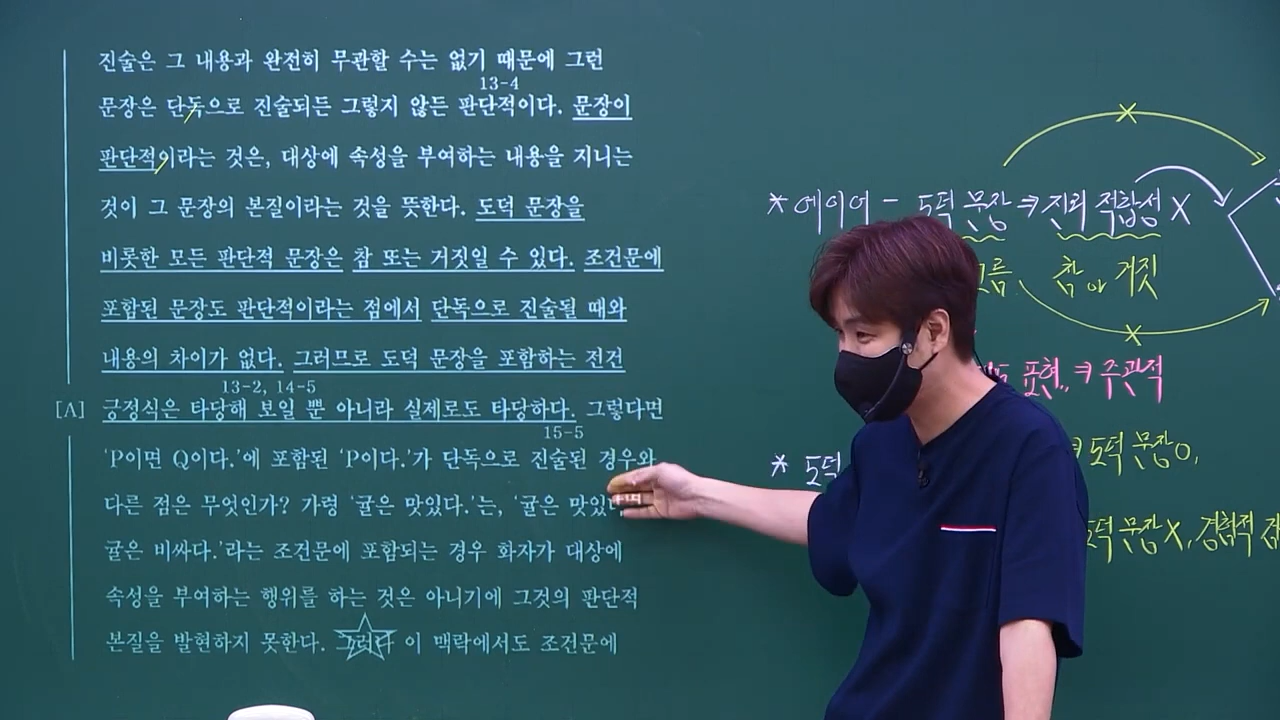 진술은 그 내용과 완전히 무관할 수는 없기 때문에 그런
13-4
문장은 단독으로 진술되든 그렇지 않든 판단적이다. 문장이
판단적이라는 것은, 대상에 속성을 부여하는 내용을 지니는
것이 그 문장의 본질이라는 것을 뜻한다. 도덕 문장을
비롯한 모든 판단적 문장은 참 또는 거짓일 수 있다. 조건문에
포함된 문장도 판단적이라는 점에서 단독으로 진술될 때와
내용의 차이가 없다. 그러므로 도덕 문장을 포함하는 전건
13-2, 14-5
[A] 긍정식은 타당해 보일 뿐 아니라 실제로도 타당하다. 그렇다면
15-5
'P이면 Q이다.'에 포함된 'P이다.'가 단독으로 진술된 경우와
다른 점은 무엇인가? 가령 '귤은 맛있다.'는, '귤은 맛있
귤은 비싸다.'라는 조건문에 포함되는 경우 화자가 대상에
속성을 부여하는 행위를 하는 것은 아니기에 그것의 판단적
본질을 발현하지 못한다. 그러나 이 맥락에서도 조건문에
* 에이어 - 도덕 문장 → 진리 적합성 X
참 or 거짓
표현,, → 주관적
* 도덕
도덕 문장 O,
도덕 문장 X, 경험적